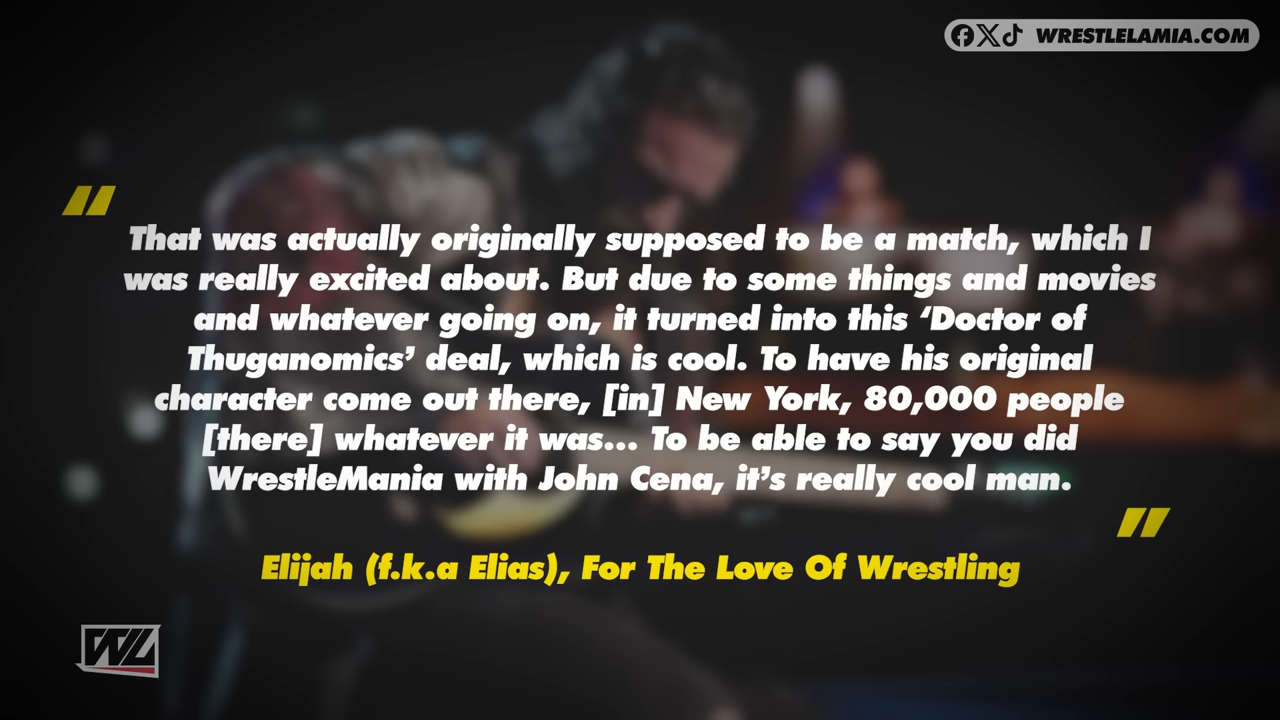 WRESTLELAMIA.COM
"
That was actually originally supposed to be a match, which I
was really excited about. But due to some things and movies
and whatever going on, it turned into this ‘Doctor of
Thuganomics’ deal, which is cool. To have his original
character come out there, [in] New York, 80,000 people
[there] whatever it was... To be able to say you did
WrestleMania with John Cena, it’s really cool man.
"
Elijah (f.k.a Elias), For The Love Of Wrestling
WL